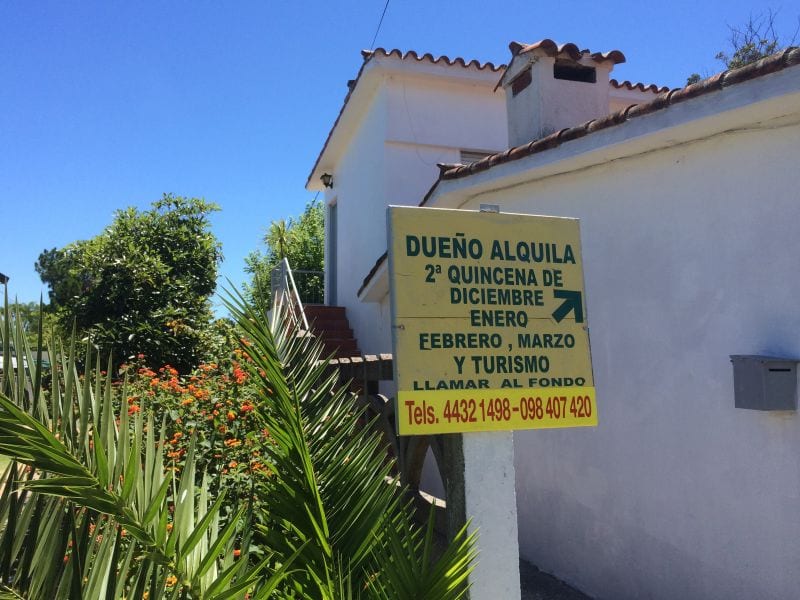 DUEÑO ALQUILA
2ª QUINCENA DE
DICIEMBRE
ENERO
FEBRERO, MARZO
Y TURISMO
LLAMAR AL FONDO
Tels. 4432 1498 - 098 407 420